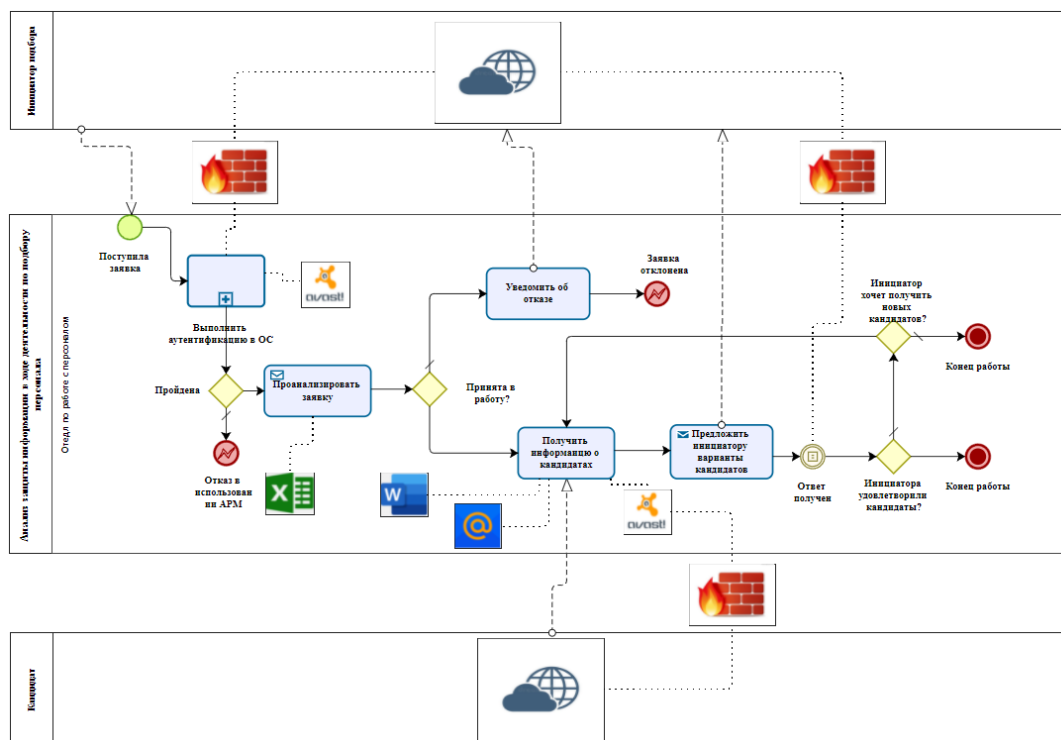 Инициатор подбора
Анализ защиты информации в ходе деятельности по подбору
персонала
Отдел по работе с персоналом
Поступила
заявка
avast!
Выполнить
аутентификацию в ОС
Пройдена
Проанализировать
заявку
Отказ в
использован
ии АРМ
X
Принята в
работу?
Уведомить об
отказе
Заявка
отклонена
W
@
Получить
информацию о
кандидатах
avast!
Предложить
инициатору
варианты
кандидатов
Ответ
получен
Инициатор
хочет получить
новых
кандидатов?
Конец работы
Инициатора
удовлетворили
кандидаты?
Конец работы
Кандидат